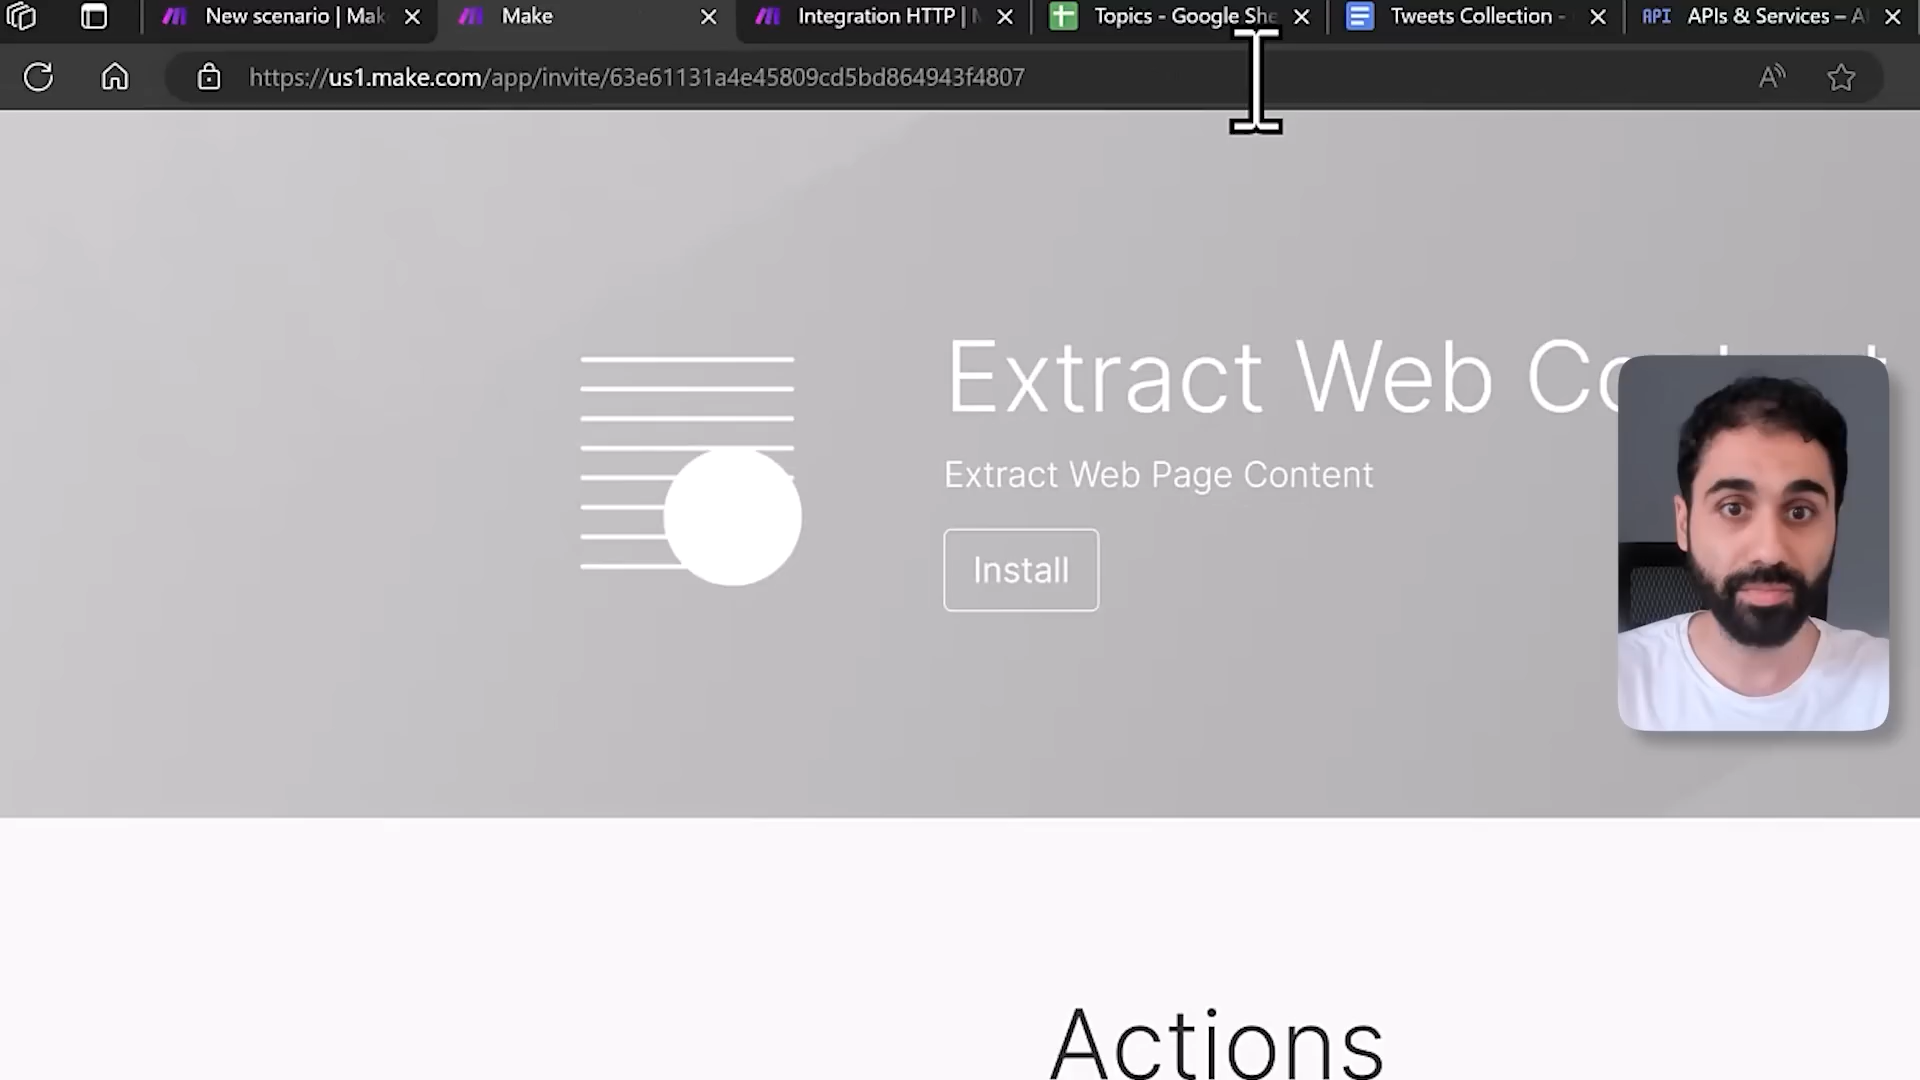 New scenario | Mak
Make
Integration HTTP |
Topics - Google She
Tweets Collection -
API APIs & Services – A
https://us1.make.com/app/invite/63e61131a4e45809cd5bd864943f4807
Extract Web Co
Extract Web Page Content
Install
Actions